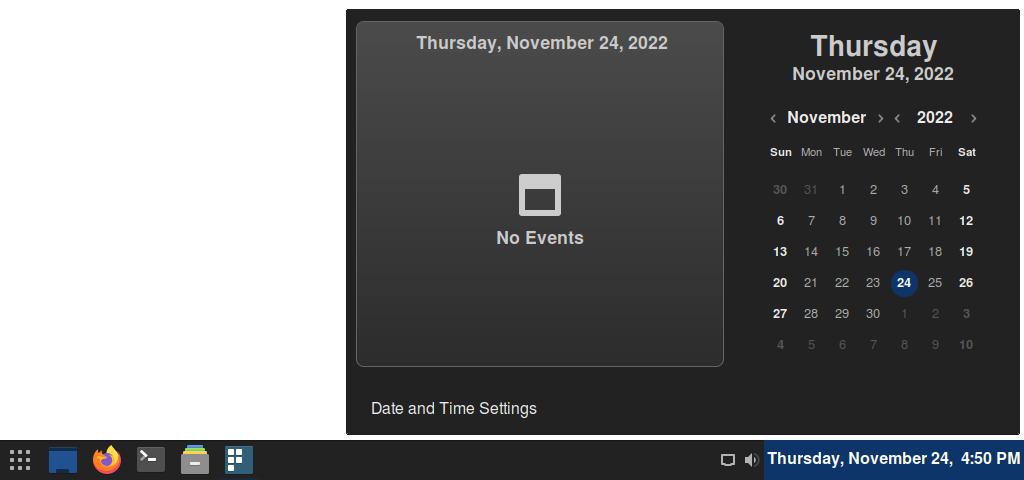 Thursday, November 24, 2022
No Events
Date and Time Settings
Thursday
November 24, 2022
‹ November › ‹ 2022 ›
Sun Mon Tue Wed Thu Fri Sat
30 31 1 2 3 4 5
6 7 8 9 10 11 12
13 14 15 16 17 18 19
20 21 22 23 24 25 26
27 28 29 30 1 2 3
4 5 6 7 8 9 10
Thursday, November 24, 4:50 PM